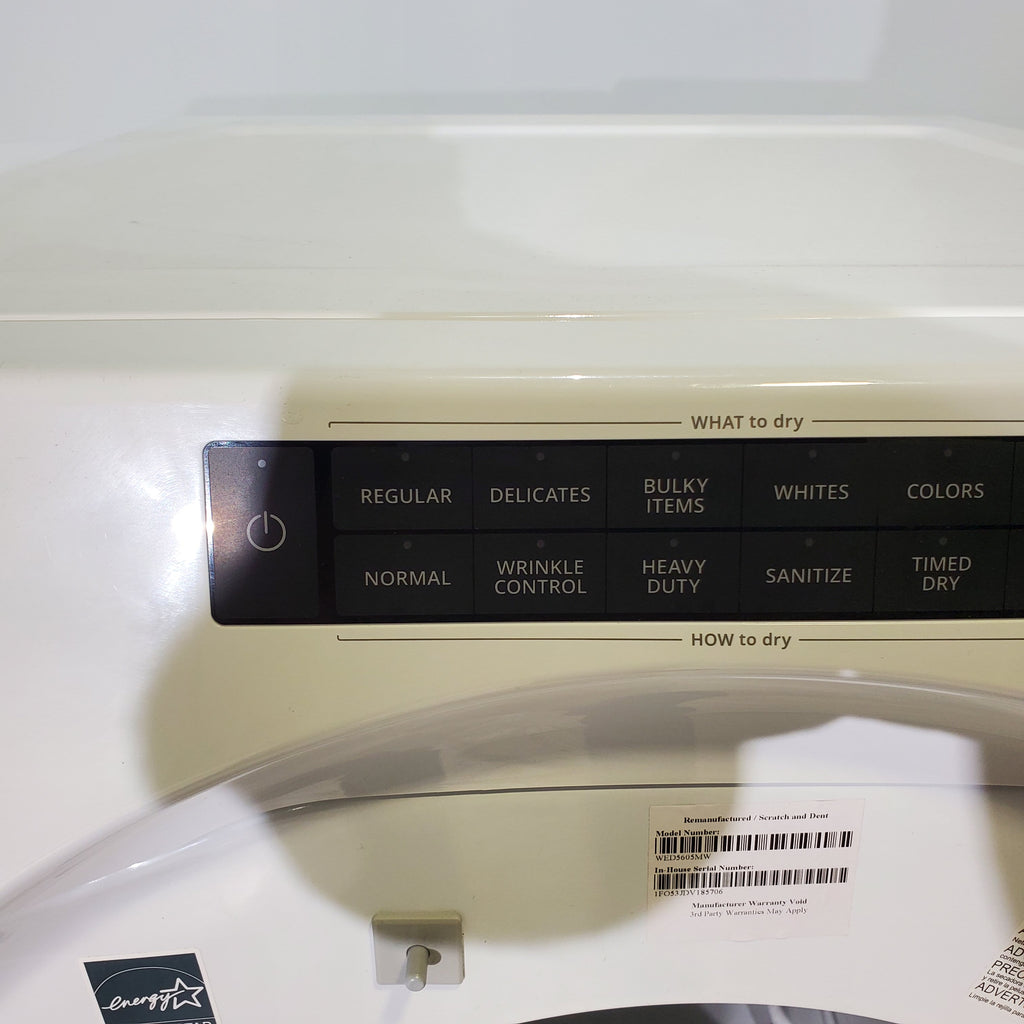 WHAT to dry
REGULAR
DELICATES
BULKY
ITEMS
WHITES
COLORS
NORMAL
WRINKLE
CONTROL
HEAVY
DUTY
SANITIZE
TIMED
DRY
HOW to dry
Remanufactured / Scratch and Dent
Model Number:
WED5605MW
In-House Serial Number:
1FO53JDV185706
Manufacturer Warranty Void
3rd Party Warranties May Apply
energy